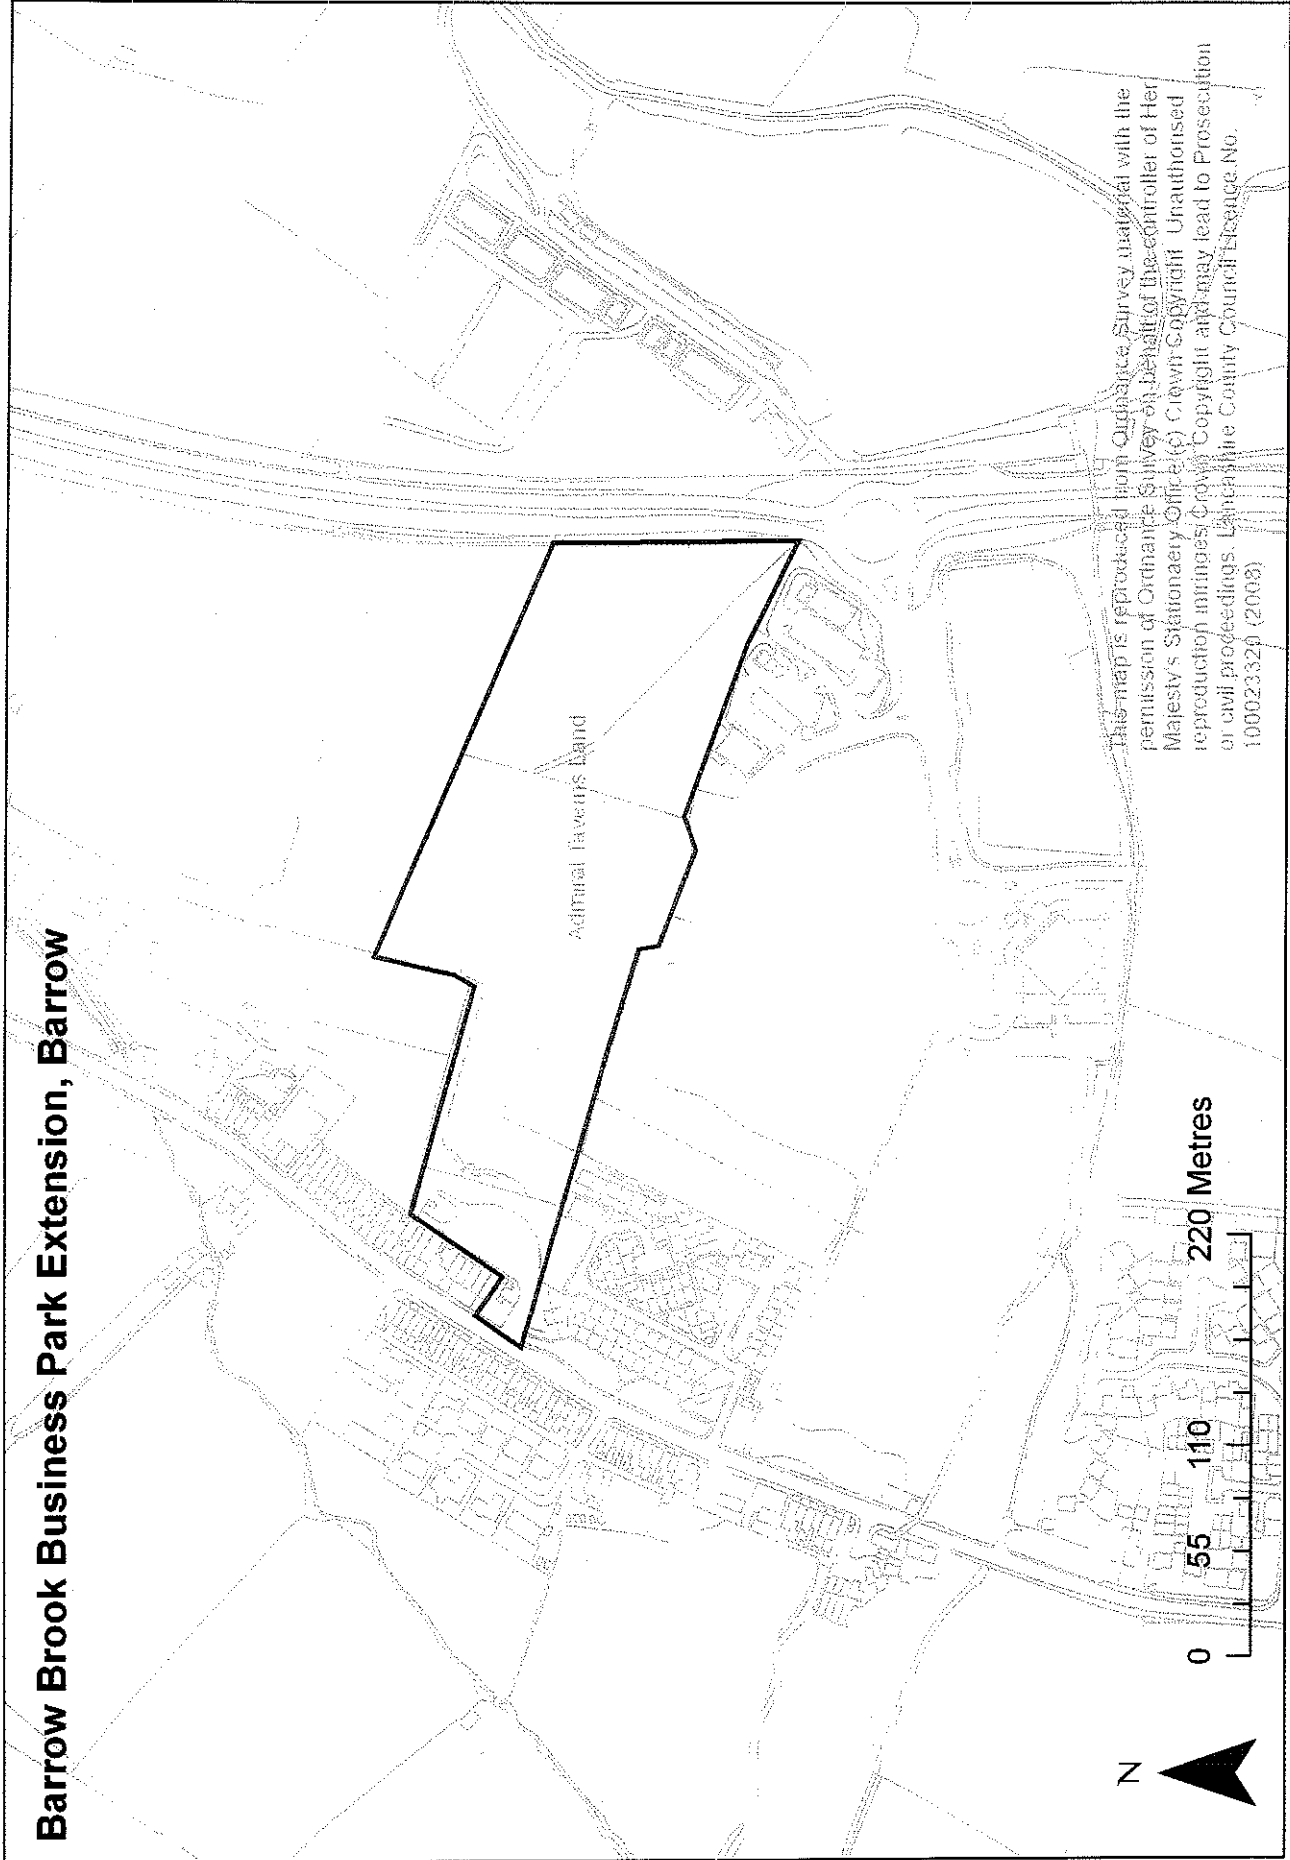 Barrow Brook Business Park Extension, Barrow
Admiral Taverns Land
This map is reproduced from Ordnance Survey material with the
permission of Ordnance Survey on behalf of the controller of Her
Majesty's Stationaery Office (c) Crown Copyright Unauthorised
reproduction infringes Crown Copyright and may lead to Prosecution
or civil proceedings. Lancashire County Council Licence No.
100023320 (2008)
N
0 55 110 220 Metres